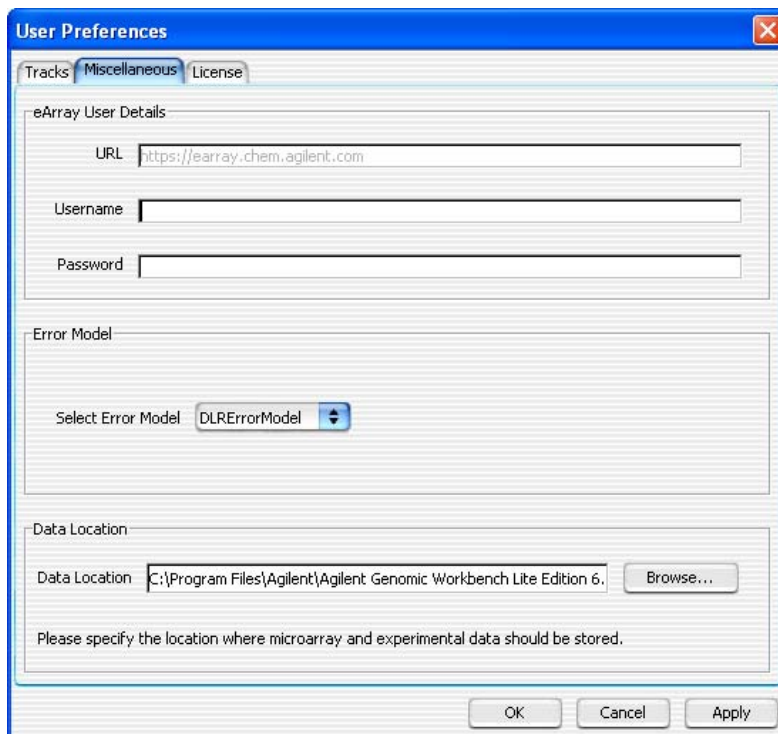 User Preferences
Tracks Miscellaneous License
eArray User Details
URL https://earray.chem.agilent.com
Username
Password
Error Model
Select Error Model DLRErrorModel
Data Location
Data Location C:\Program Files\Agilent\Agilent Genomic Workbench Lite Edition 6. Browse...
Please specify the location where microarray and experimental data should be stored.
OK Cancel Apply